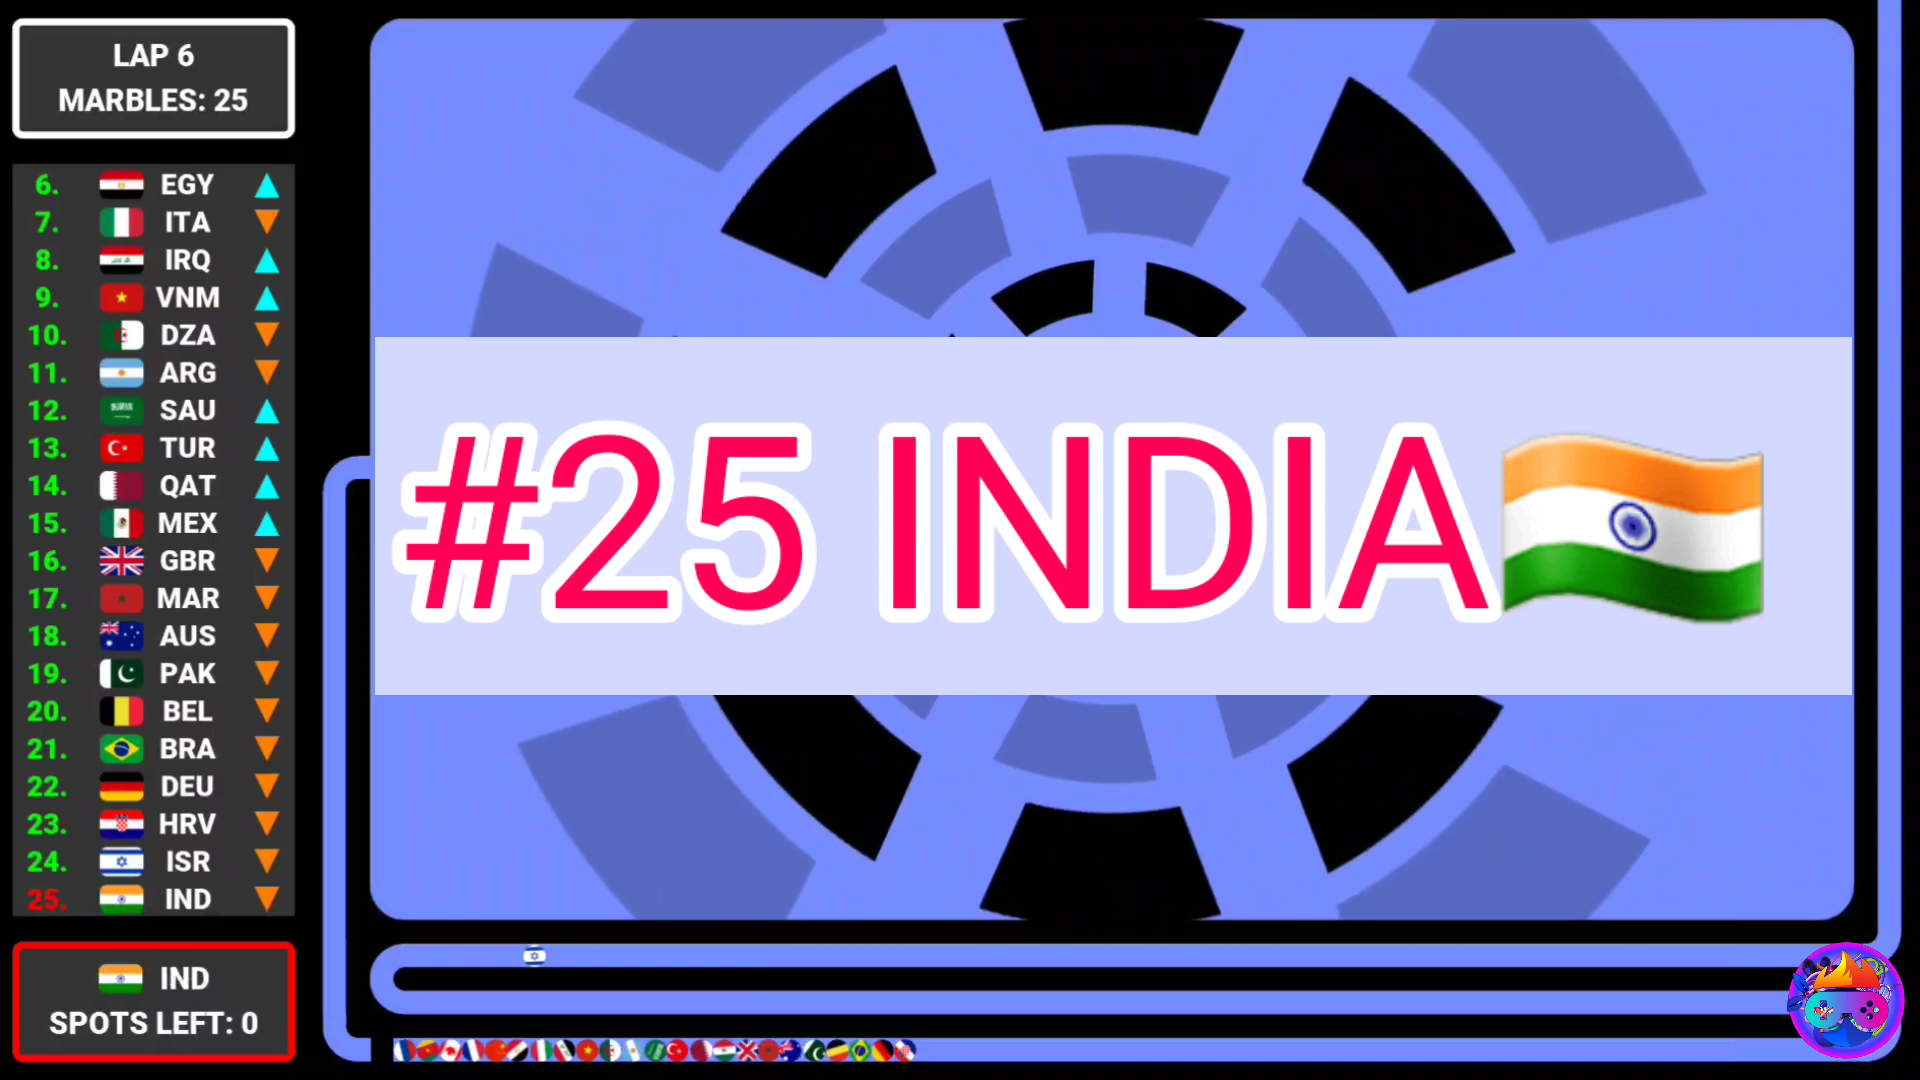 LAP 6
MARBLES: 25
6. EGY
7. ITA
8. IRQ
9. VNM
10. DZA
11. ARG
12. SAU
13. TUR
14. QAT
15. MEX
16. GBR
17. MAR
18. AUS
19. PAK
20. BEL
21. BRA
22. DEU
23. HRV
24. ISR
25. IND
IND
SPOTS LEFT: 0
#25 INDIA